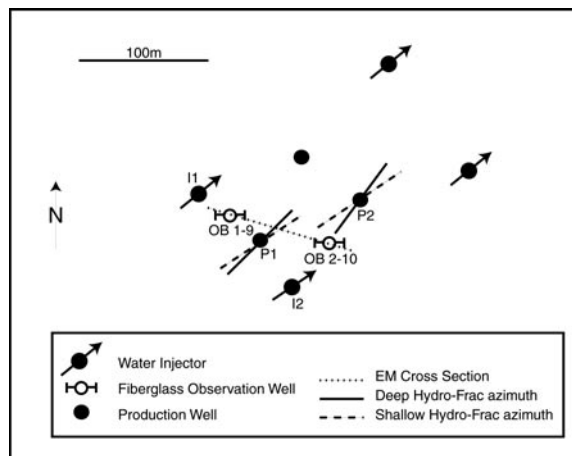 100m
I1
N
OB 1-9
P2
P1
OB 2-10
I2
Water Injector
Fiberglass Observation Well
Production Well
EM Cross Section
Deep Hydro-Frac azimuth
Shallow Hydro-Frac azimuth